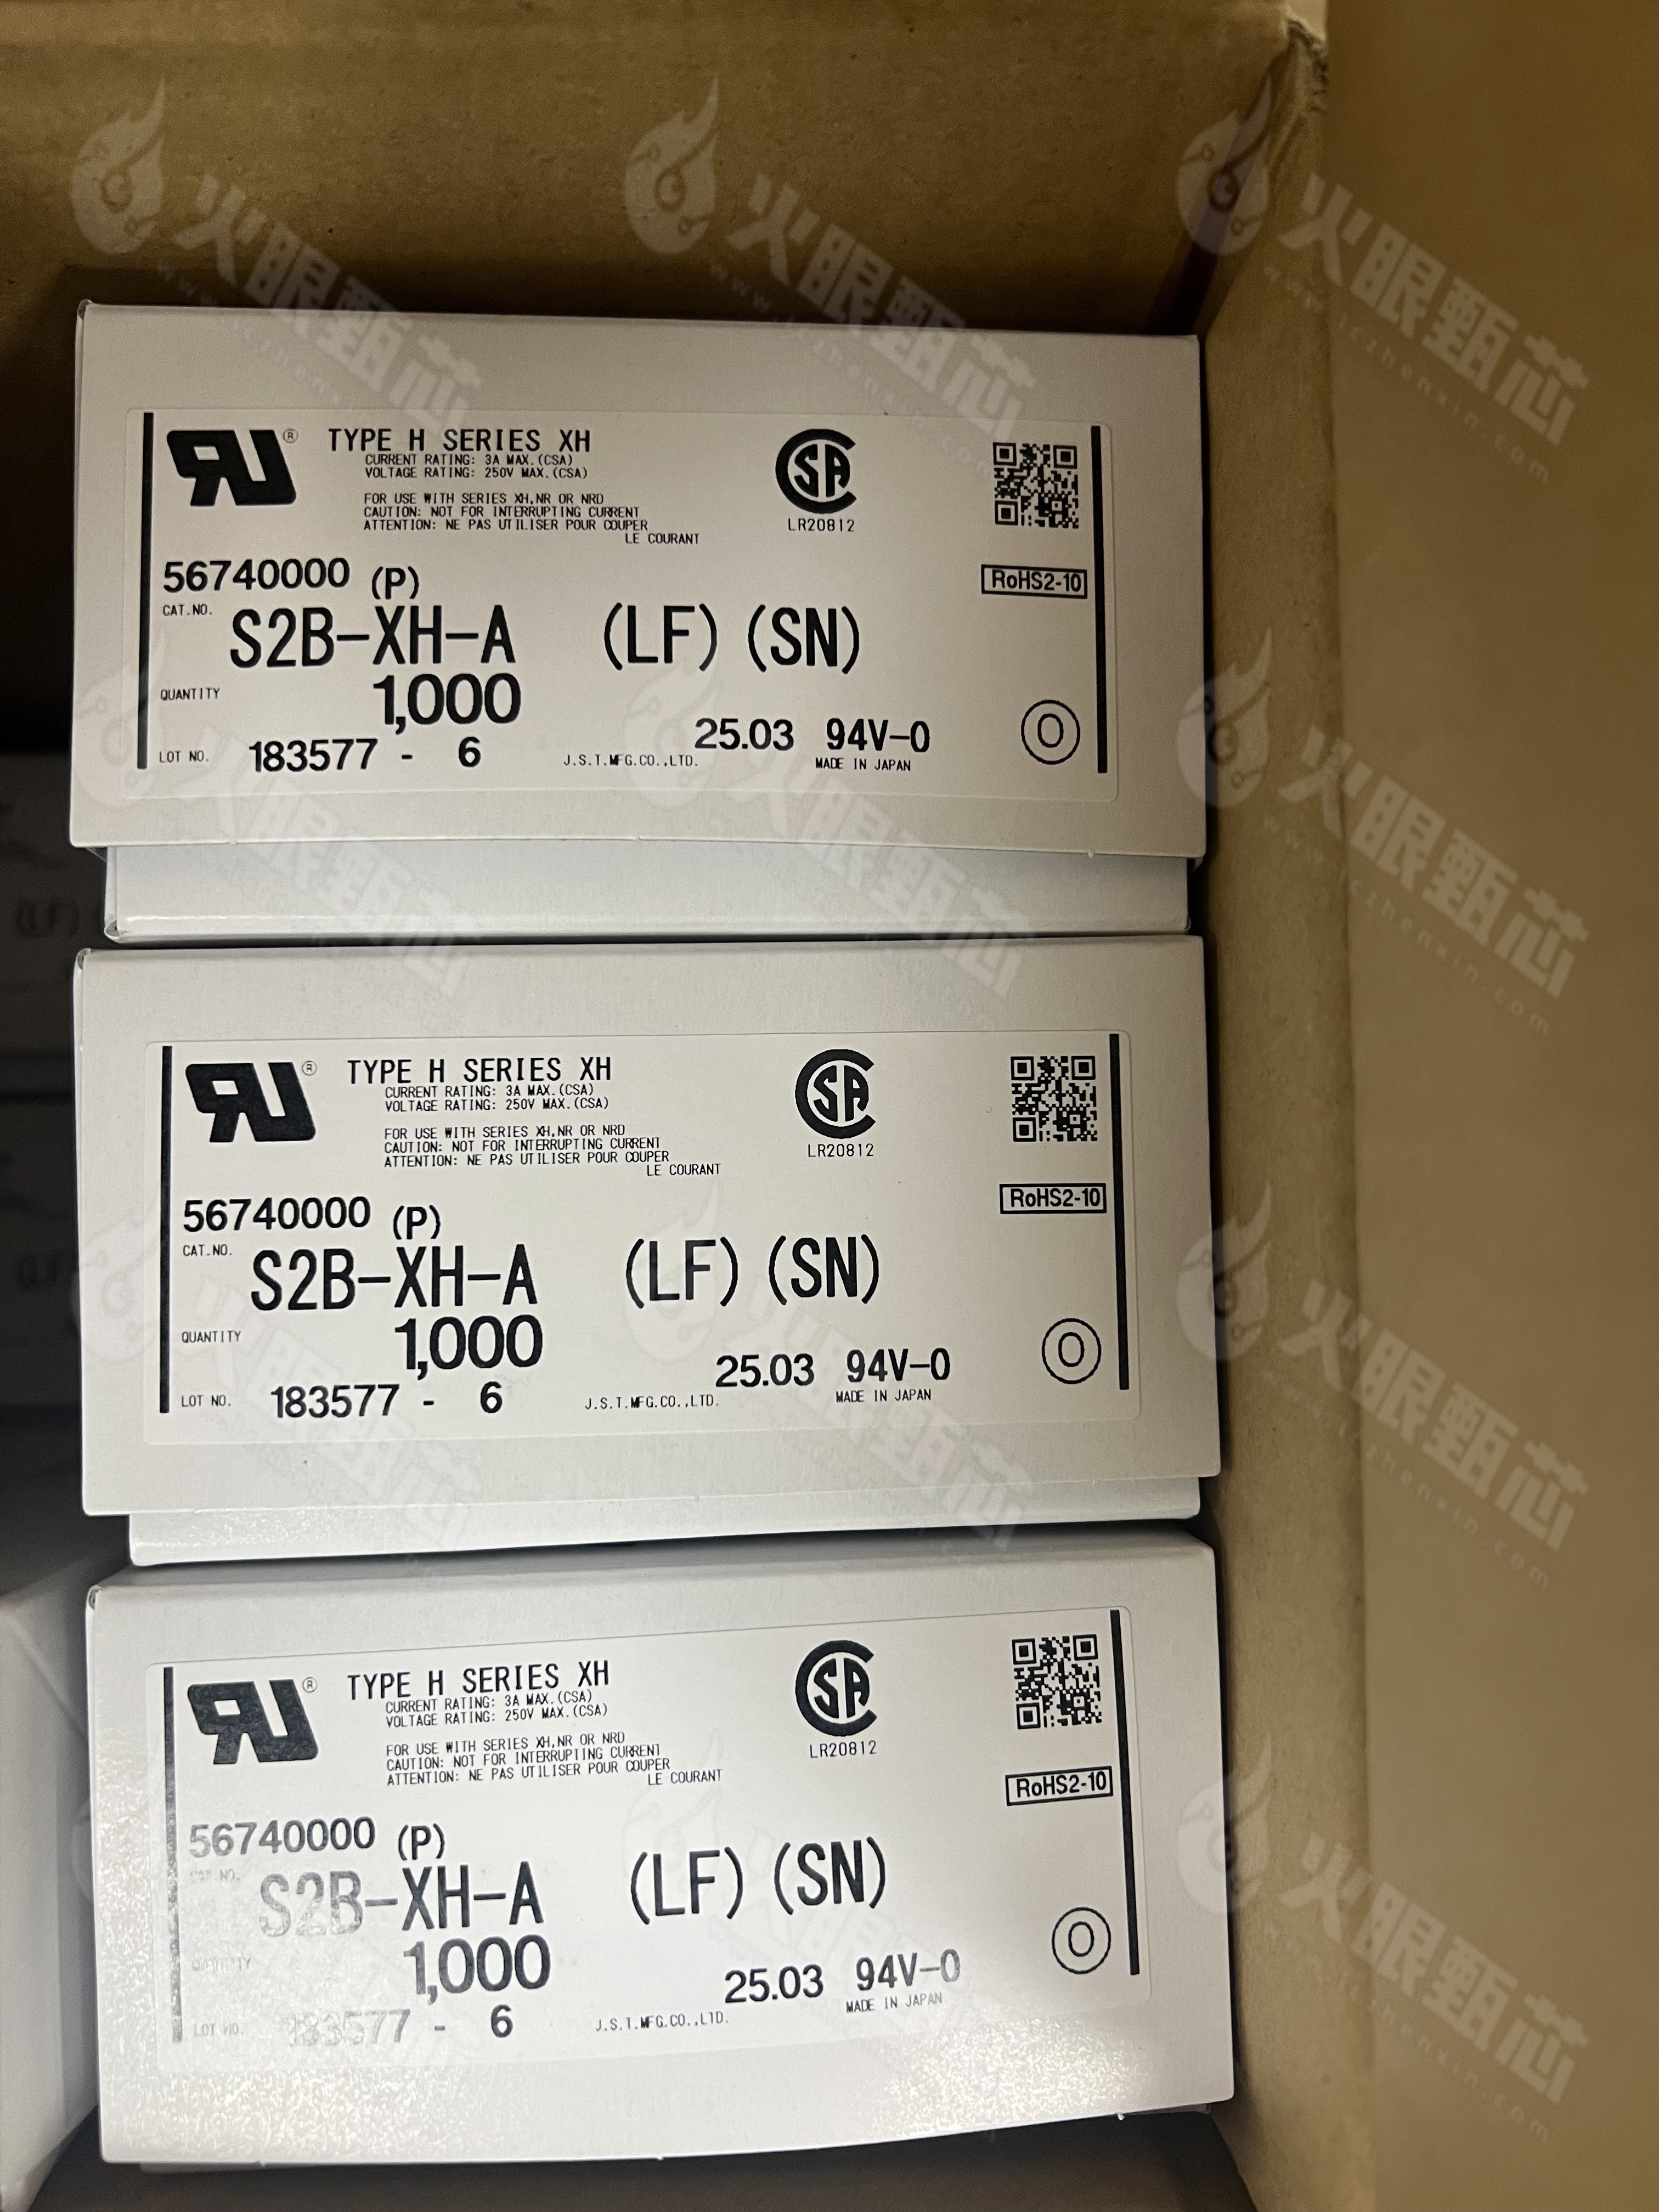 TYPE H SERIES XH
CURRENT RATING: 3A MAX.(CSA)
VOLTAGE RATING: 250V MAX.(CSA)
FOR USE WITH SERIES XH,NR OR NRD
CAUTION: NOT FOR INTERRUPTING CURRENT
ATTENTION: NE PAS UTILISER POUR COUPER
LE COURANT
LR20812
56740000 (P)
RoHS2-10
CAT.NO.
S2B-XH-A (LF)(SN)
QUANTITY
1,000
25.03 94V-0
O
LOT NO. 183577 - 6
J.S.T.MFG.CO.,LTD.
MADE IN JAPAN
TYPE H SERIES XH
CURRENT RATING: 3A MAX.(CSA)
VOLTAGE RATING: 250V MAX.(CSA)
FOR USE WITH SERIES XH,NR OR NRD
CAUTION: NOT FOR INTERRUPTING CURRENT
ATTENTION: NE PAS UTILISER POUR COUPER
LE COURANT
LR20812
56740000 (P)
RoHS2-10
CAT.NO.
S2B-XH-A (LF)(SN)
QUANTITY
1,000
25.03 94V-0
O
LOT NO. 183577 - 6
J.S.T.MFG.CO.,LTD.
MADE IN JAPAN
TYPE H SERIES XH
CURRENT RATING: 3A MAX.(CSA)
VOLTAGE RATING: 250V MAX.(CSA)
FOR USE WITH SERIES XH,NR OR NRD
CAUTION: NOT FOR INTERRUPTING CURRENT
ATTENTION: NE PAS UTILISER POUR COUPER
LE COURANT
LR20812
56740000 (P)
RoHS2-10
CAT.NO.
S2B-XH-A (LF)(SN)
QUANTITY
1,000
25.03 94V-0
O
LOT NO. 183577 - 6
J.S.T.MFG.CO.,LTD.
MADE IN JAPAN
火眼甄芯
www.iczhenxin.com